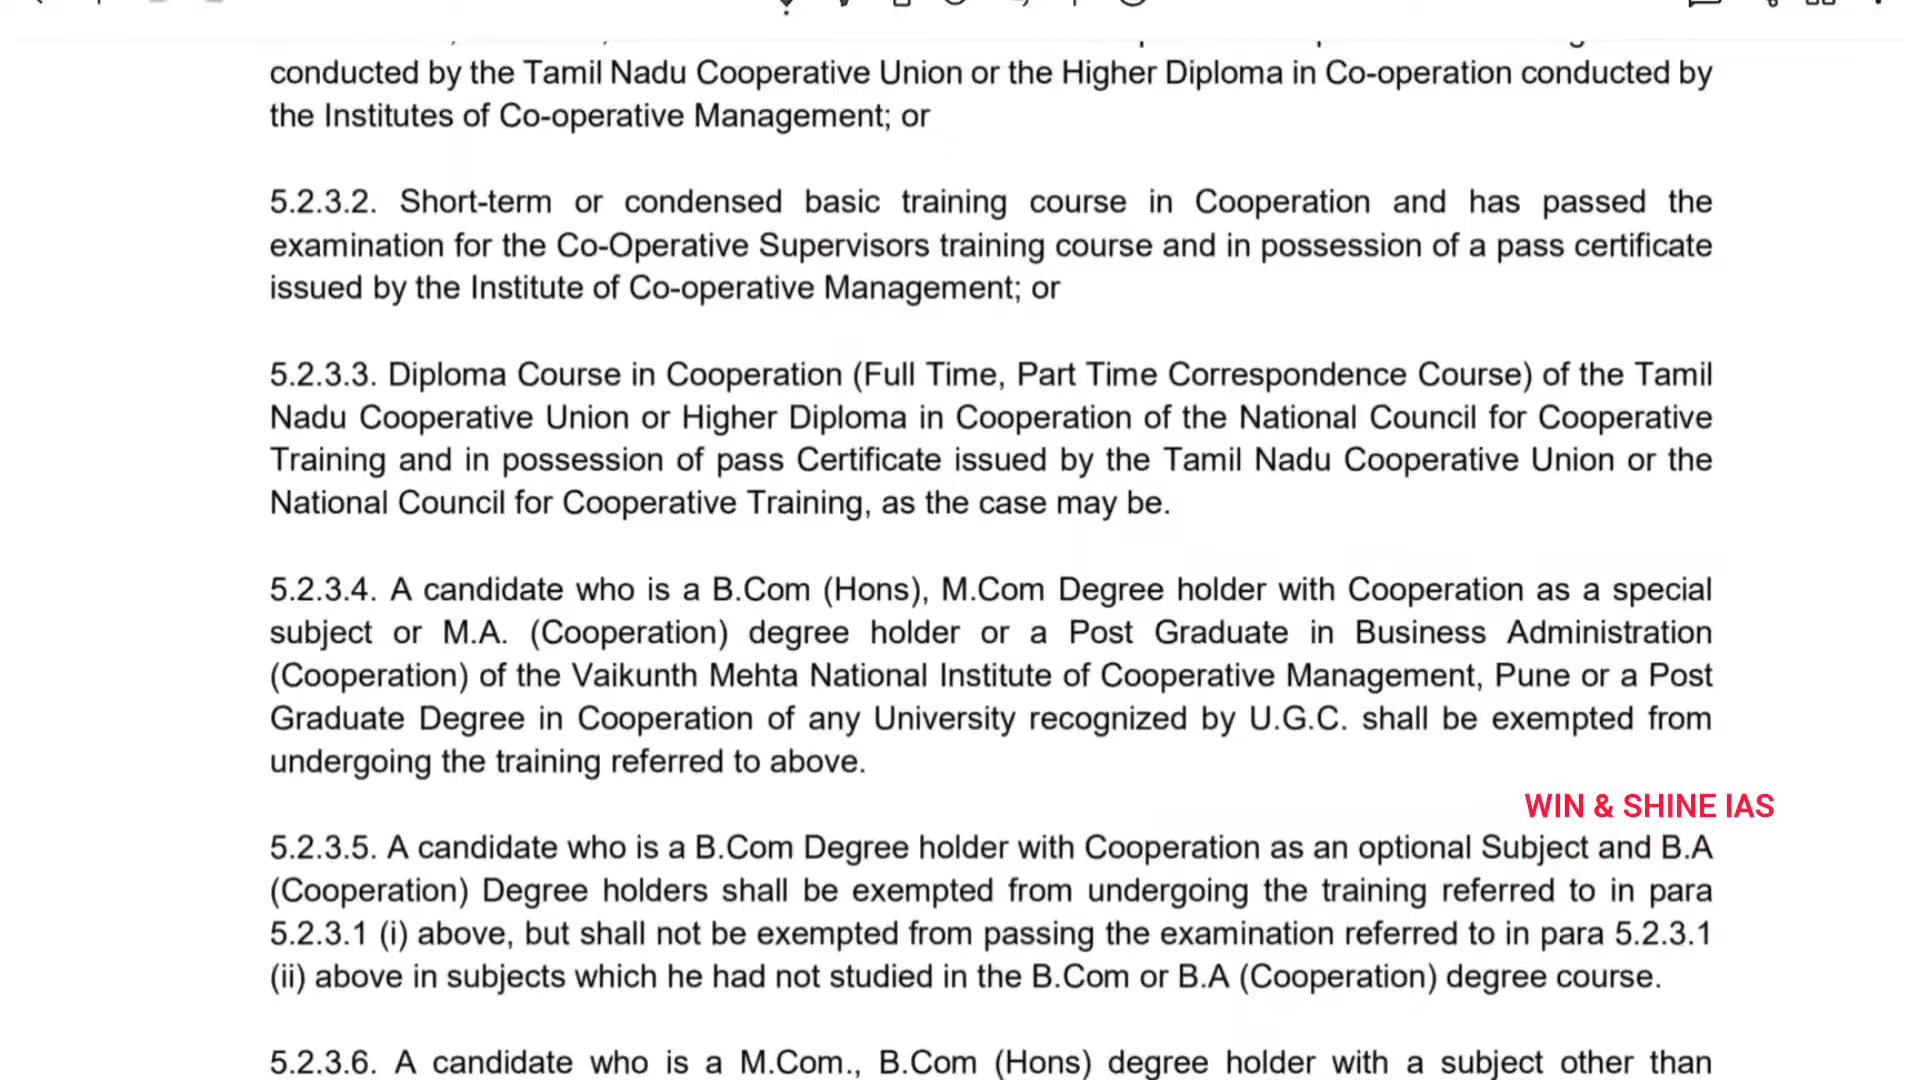 conducted by the Tamil Nadu Cooperative Union or the Higher Diploma in Co-operation conducted by
the Institutes of Co-operative Management; or
5.2.3.2. Short-term or condensed basic training course in Cooperation and has passed the
examination for the Co-Operative Supervisors training course and in possession of a pass certificate
issued by the Institute of Co-operative Management; or
5.2.3.3. Diploma Course in Cooperation (Full Time, Part Time Correspondence Course) of the Tamil
Nadu Cooperative Union or Higher Diploma in Cooperation of the National Council for Cooperative
Training and in possession of pass Certificate issued by the Tamil Nadu Cooperative Union or the
National Council for Cooperative Training, as the case may be.
5.2.3.4. A candidate who is a B.Com (Hons), M.Com Degree holder with Cooperation as a special
subject or M.A. (Cooperation) degree holder or a Post Graduate in Business Administration
(Cooperation) of the Vaikunth Mehta National Institute of Cooperative Management, Pune or a Post
Graduate Degree in Cooperation of any University recognized by U.G.C. shall be exempted from
undergoing the training referred to above.
WIN & SHINE IAS
5.2.3.5. A candidate who is a B.Com Degree holder with Cooperation as an optional Subject and B.A
(Cooperation) Degree holders shall be exempted from undergoing the training referred to in para
5.2.3.1 (i) above, but shall not be exempted from passing the examination referred to in para 5.2.3.1
(ii) above in subjects which he had not studied in the B.Com or B.A (Cooperation) degree course.
5.2.3.6. A candidate who is a M.Com., B.Com (Hons) degree holder with a subject other than